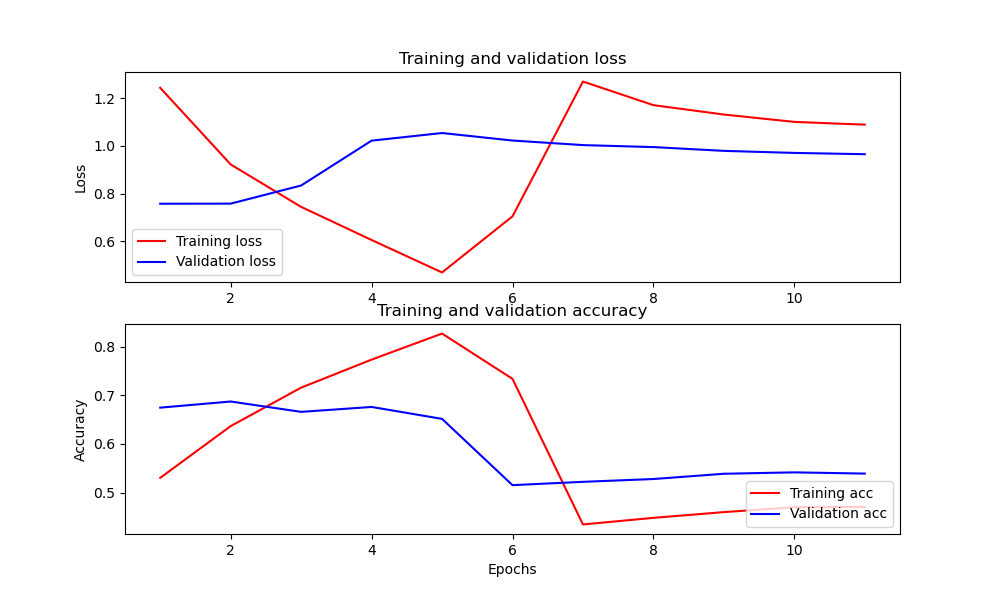 Training and validation loss
Loss
1.2
1.0
0.8
0.6
Training loss
Validation loss
2 4 6 8 10
Training and validation accuracy
Accuracy
0.8
0.7
0.6
0.5
Training acc
Validation acc
2 4 6 8 10
Epochs